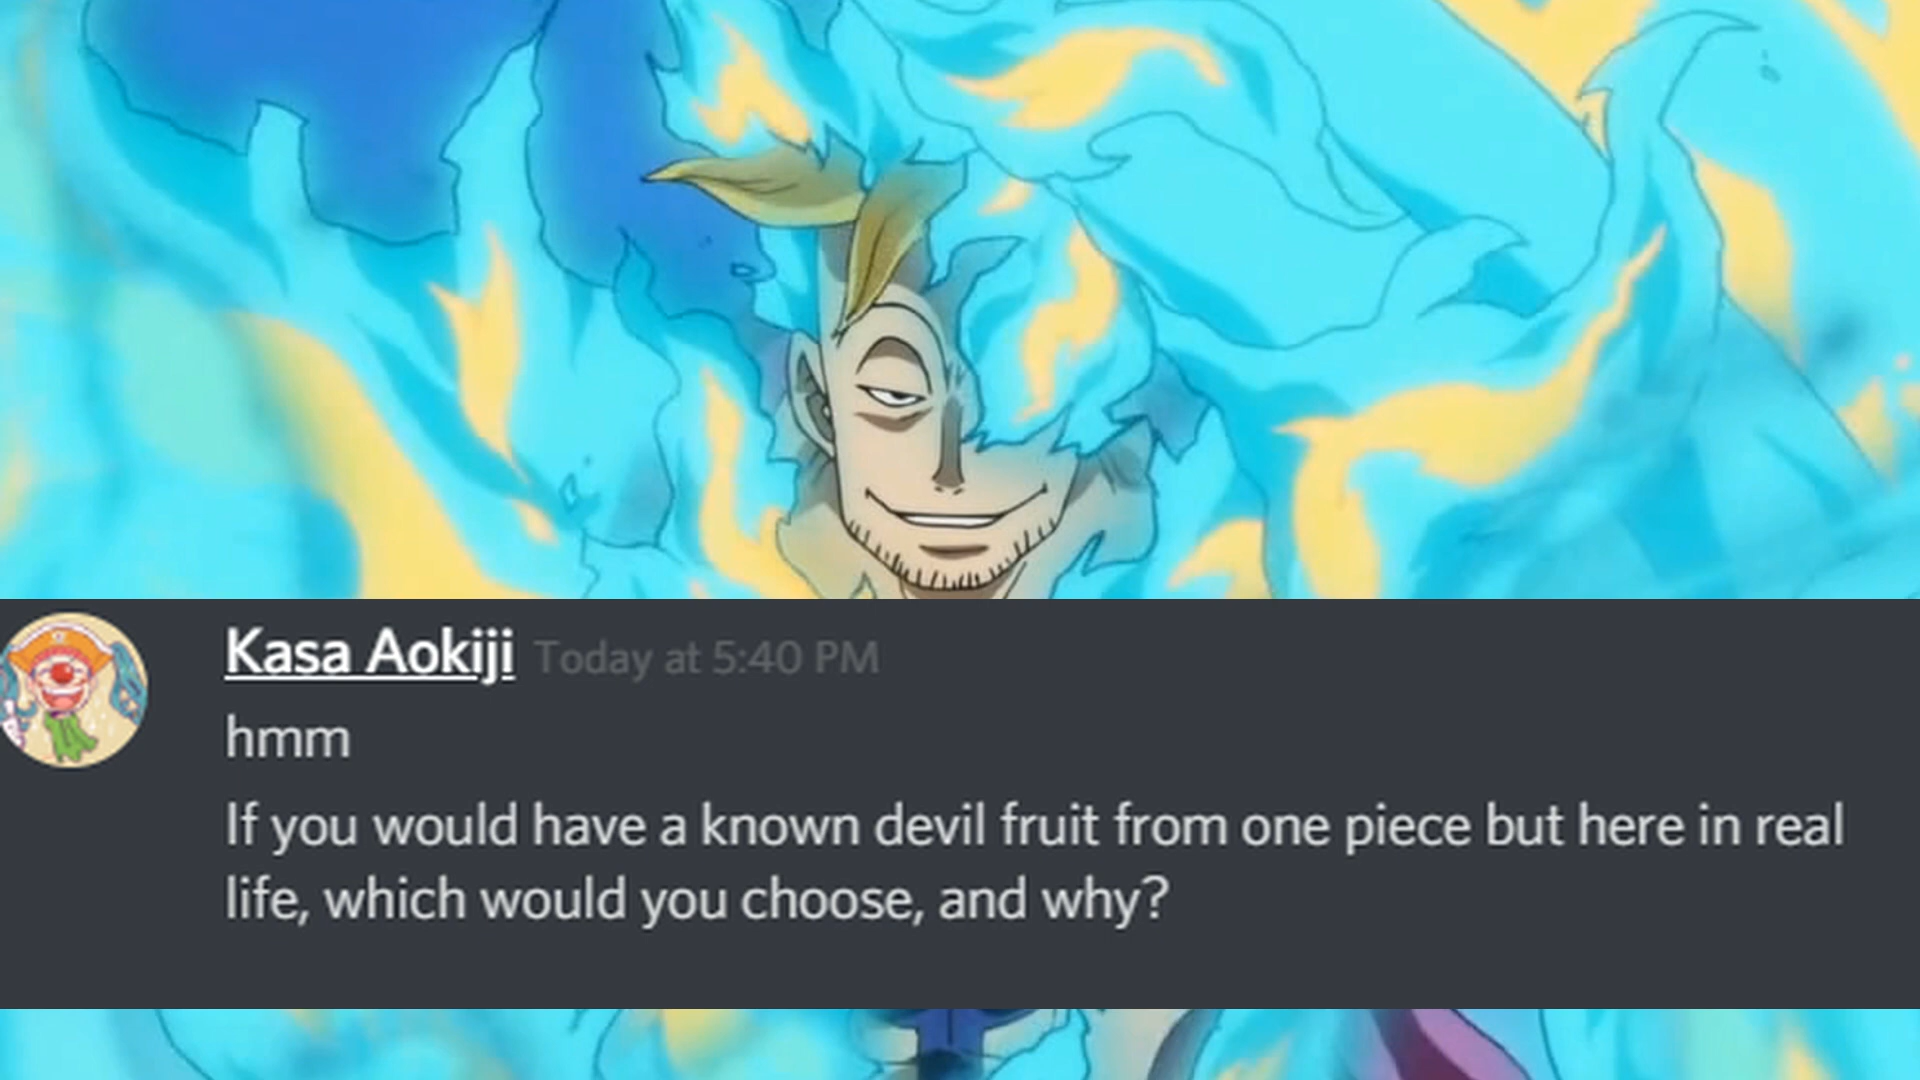 Kasa Aokiji Today at 5:40 PM
hmm
If you would have a known devil fruit from one piece but here in real
life, which would you choose, and why?